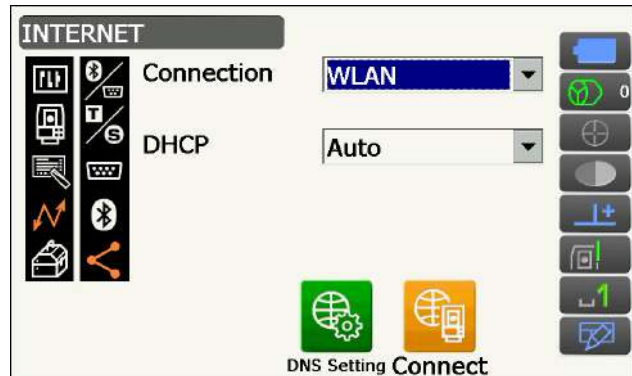 INTERNET
Connection WLAN
0
T
S
DHCP Auto
1
DNS Setting Connect